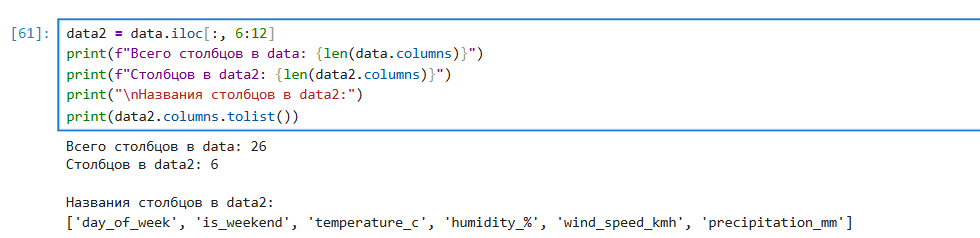 [61]: data2 = data.iloc[:, 6:12]
print(f"Всего столбцов в data: {len(data.columns)}")
print(f"Столбцов в data2: {len(data2.columns)}")
print("\nНазвания столбцов в data2:")
print(data2.columns.tolist())
Всего столбцов в data: 26
Столбцов в data2: 6
Названия столбцов в data2:
['day_of_week', 'is_weekend', 'temperature_c', 'humidity_%', 'wind_speed_kmh', 'precipitation_mm']